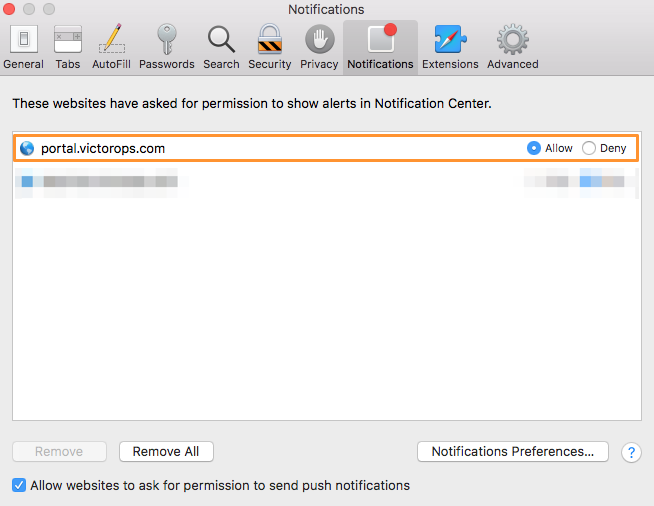 Notifications
General Tabs AutoFill Passwords Search Security Privacy Notifications Extensions Advanced
These websites have asked for permission to show alerts in Notification Center.
portal.victorops.com Allow Deny
Remove Remove All Notifications Preferences... ?
Allow websites to ask for permission to send push notifications